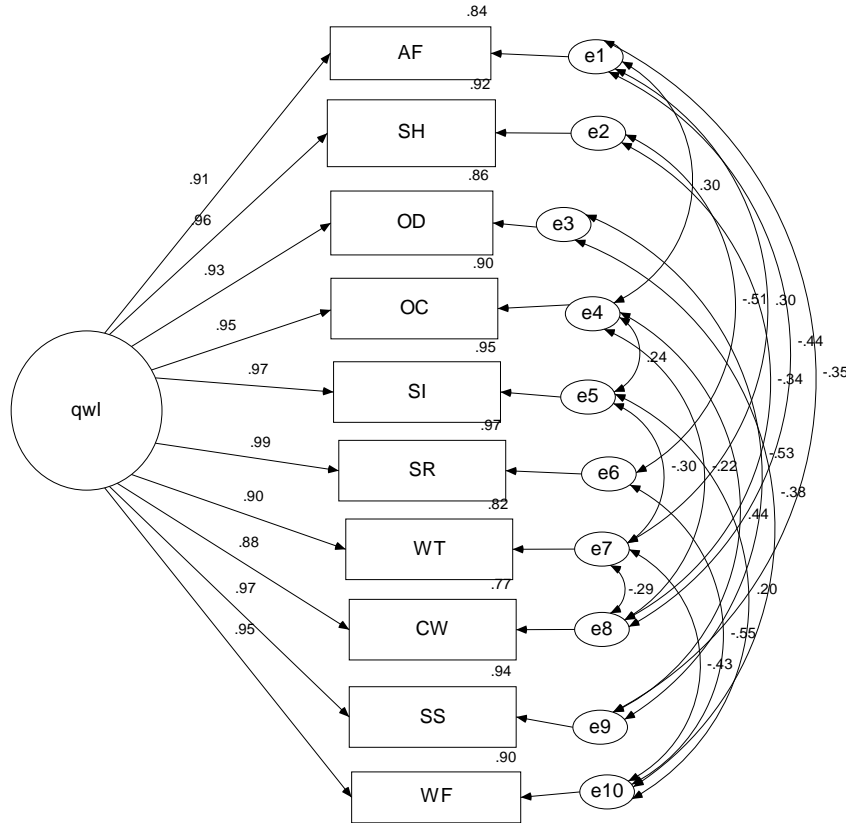 .84
AF
e1
.92
SH
e2
.91
.30
.86
.96
OD
e3
.93
.90
OC
e4
-.51
.30
.95
.95
.24
-.44
.97
SI
e5
-.34
-.35
qwl
.97
.99
SR
e6
-.30
-.22
-.53
.90
.82
-.38
WT
e7
.44
.88
.77
.97
-.29
.20
CW
e8
.95
-.55
.94
-.43
SS
e9
.90
WF
e10